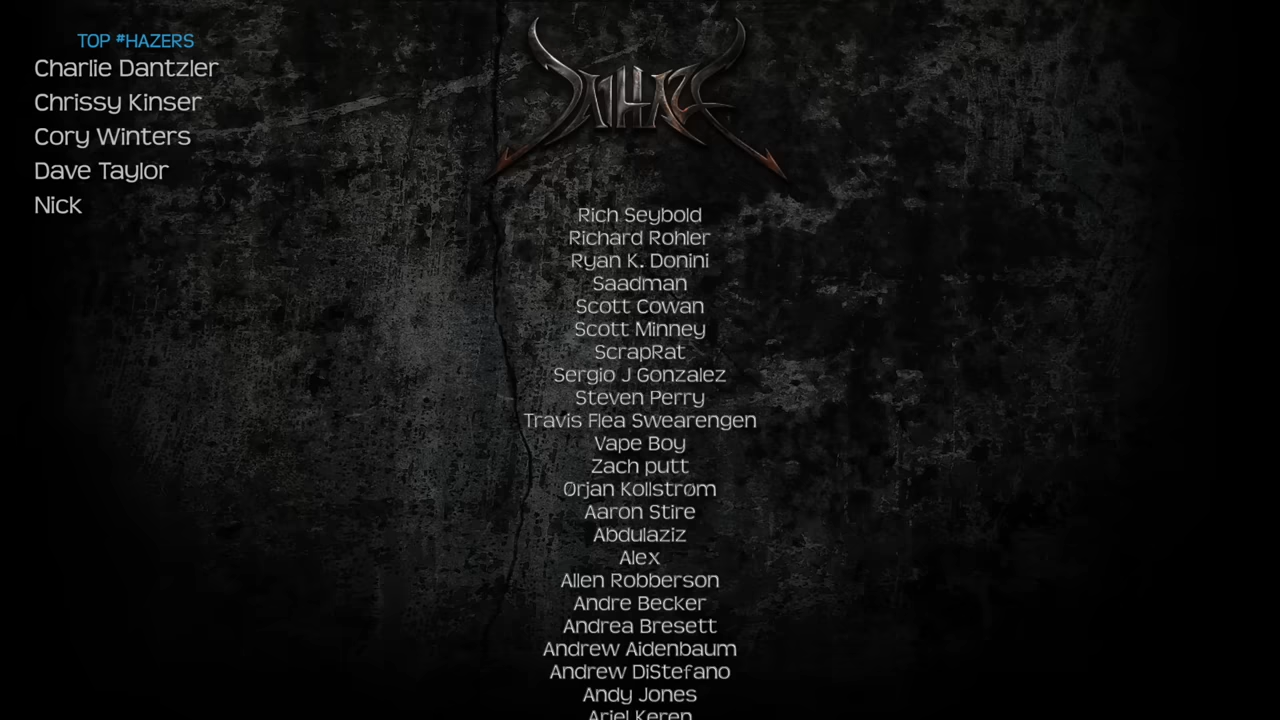 TOP #HAZERS
Charlie Dantzler
Chrissy Kinser
Cory Winters
Dave Taylor
Nick
Rich Seybold
Richard Rohler
Ryan K. Donini
Saadman
Scott Cowan
Scott Minney
ScrapRat
Sergio J Gonzalez
Steven Perry
Travis Flea Swearengen
Vape Boy
Zach putt
Ørjan Kollstrøm
Aaron Stire
Abdulaziz
Alex
Allen Robberson
Andre Becker
Andrea Bresett
Andrew Aidenbaum
Andrew DiStefano
Andy Jones
Ariel Keren